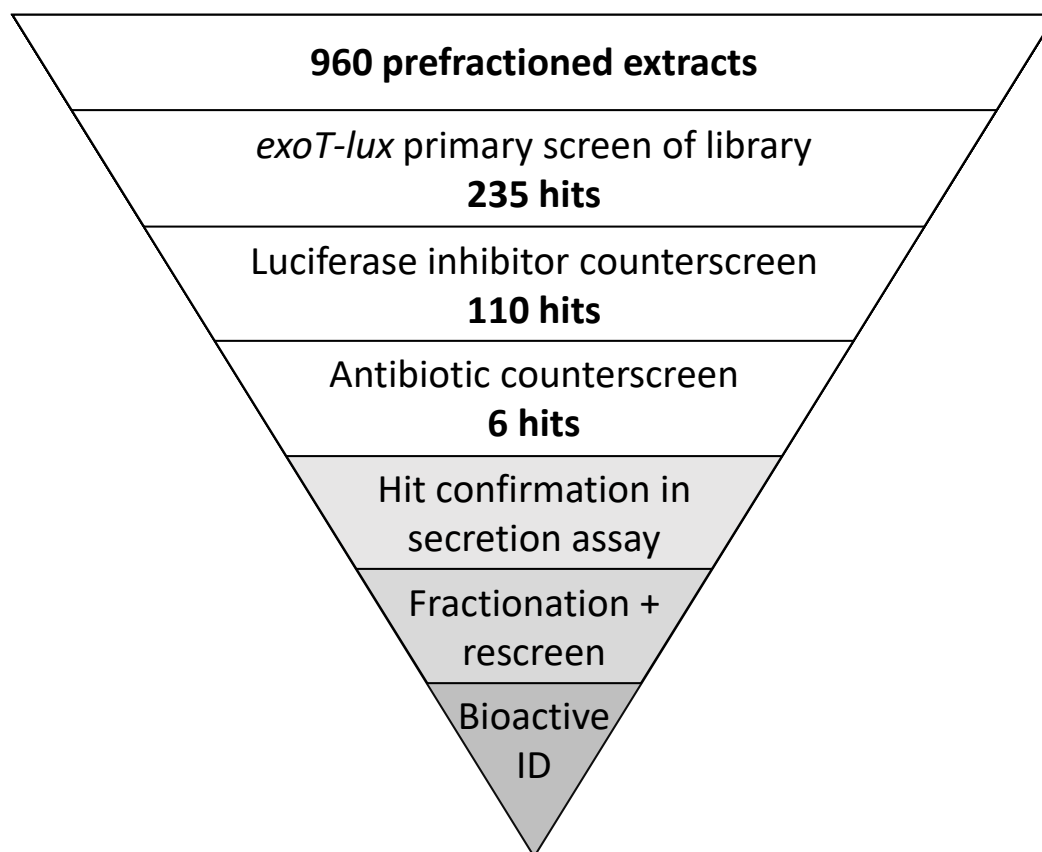 960 prefractioned extracts
exoT-lux primary screen of library
235 hits
Luciferase inhibitor counterscreen
110 hits
Antibiotic counterscreen
6 hits
Hit confirmation in
secretion assay
Fractionation +
rescreen
Bioactive
ID